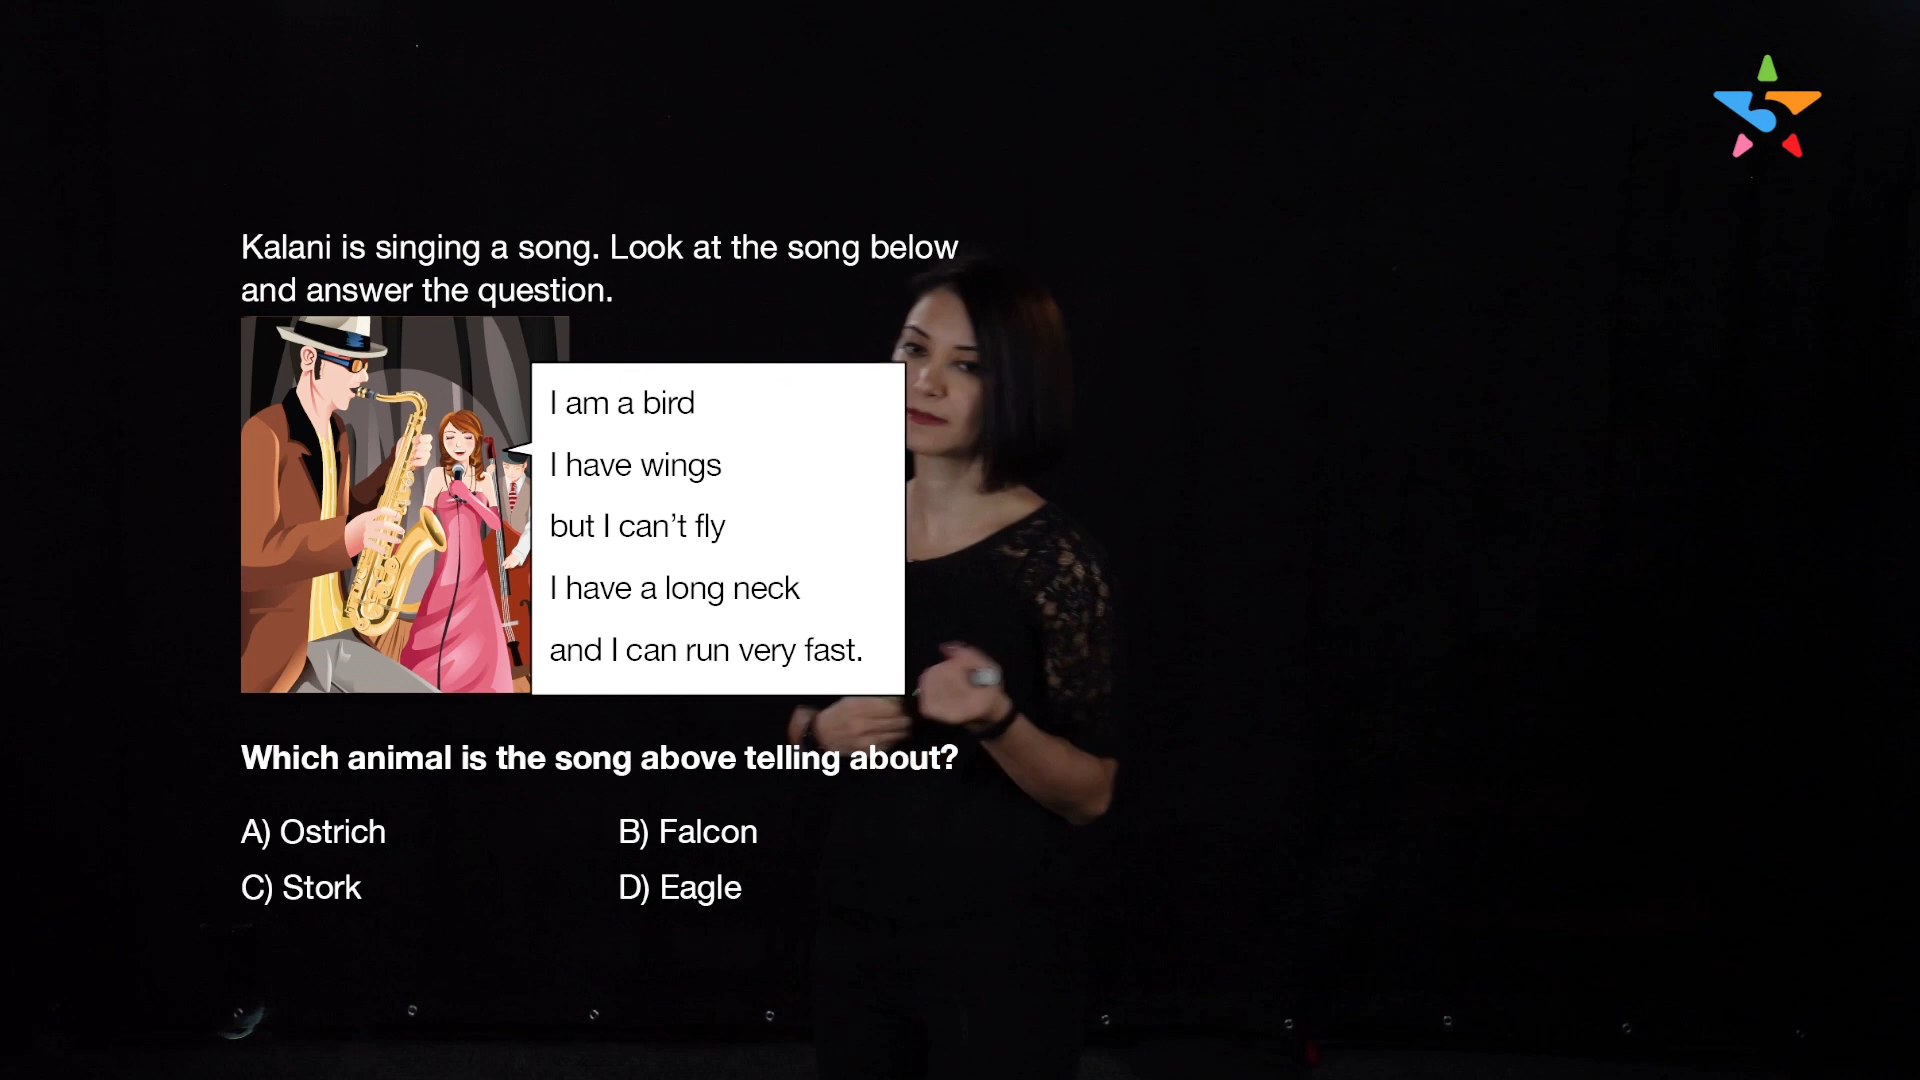 Kalani is singing a song. Look at the song below
and answer the question.
I am a bird
I have wings
but I can’t fly
I have a long neck
and I can run very fast.
Which animal is the song above telling about?
A) Ostrich
B) Falcon
C) Stork
D) Eagle
5